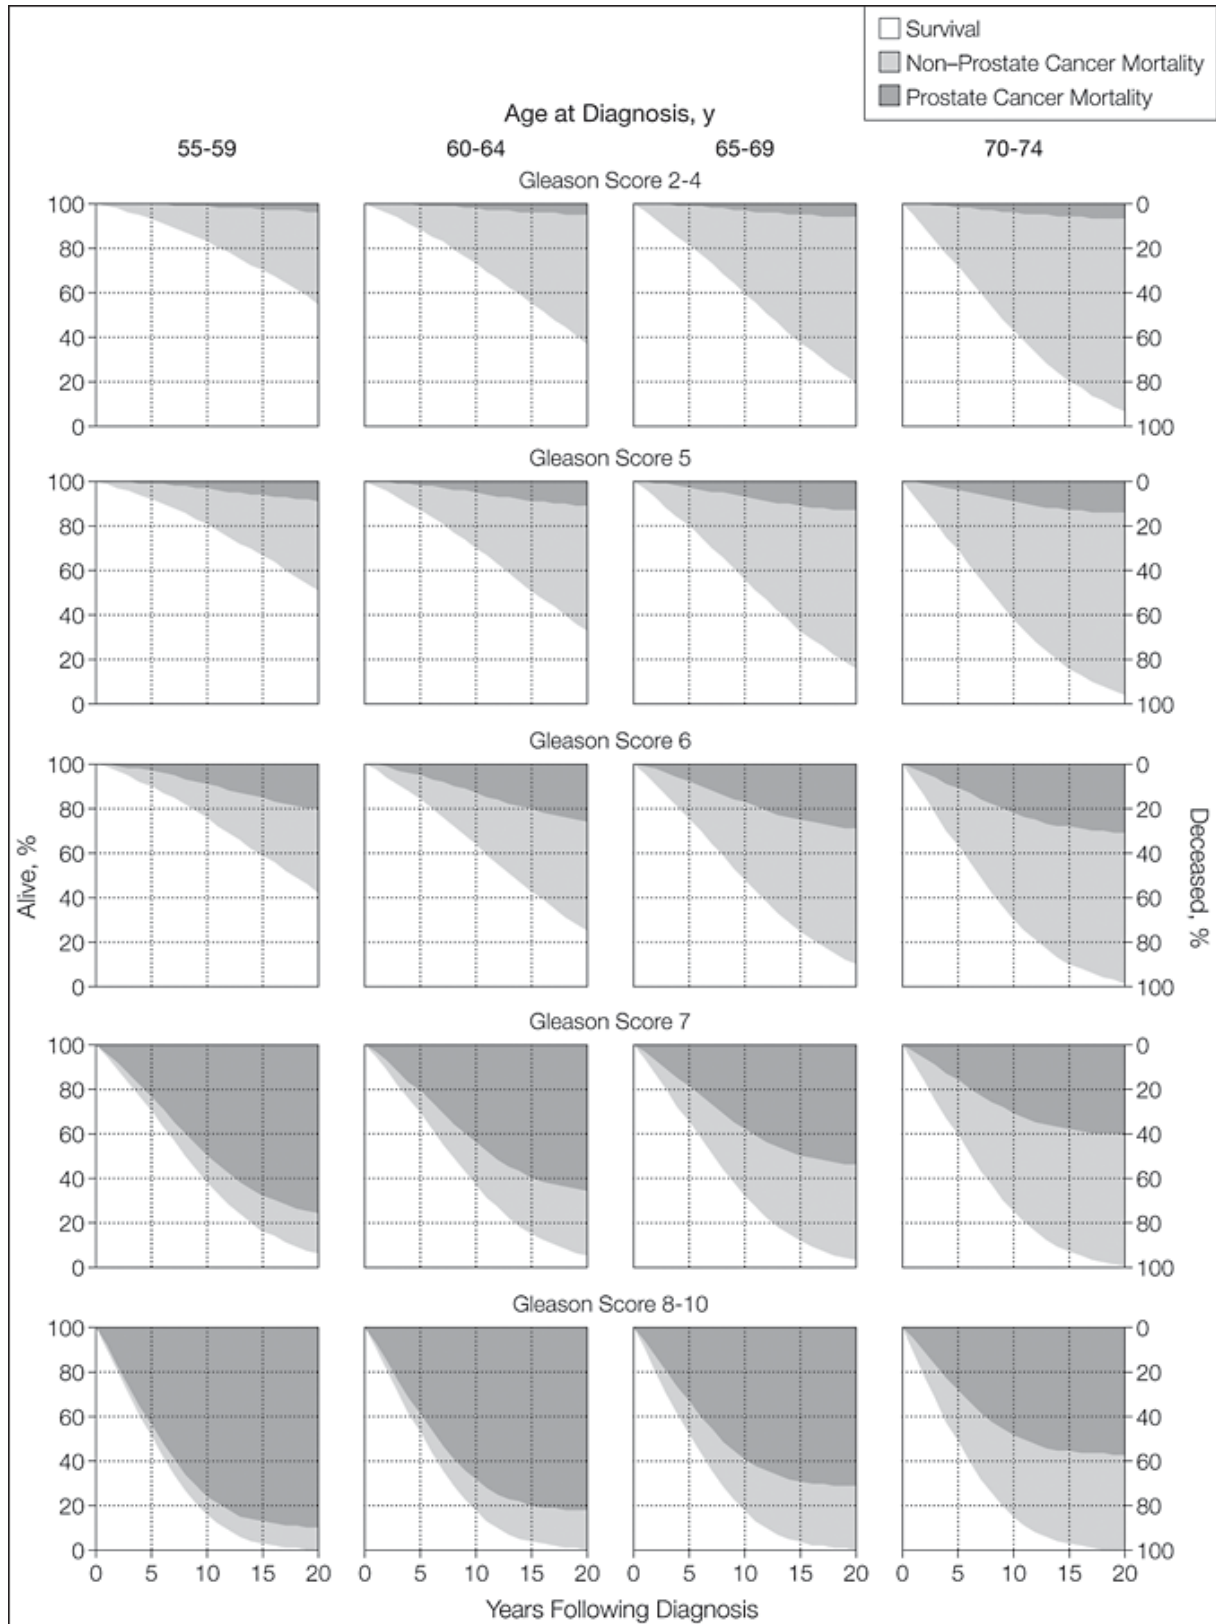 Survival
Non–Prostate Cancer Mortality
Prostate Cancer Mortality
Age at Diagnosis, y
55-59 60-64 65-69 70-74
Gleason Score 2-4
100 0
80 20
60 40
40 60
20 80
0 100
Gleason Score 5
100 0
80 20
60 40
40 60
20 80
0 100
Gleason Score 6
100 0
80 20
60 40
40 60
20 80
0 100
Alive, %
Deceased, %
Gleason Score 7
100 0
80 20
60 40
40 60
20 80
0 100
Gleason Score 8-10
100 0
80 20
60 40
40 60
20 80
0 100
0 5 10 15 20 0 5 10 15 20 0 5 10 15 20 0 5 10 15 20
Years Following Diagnosis